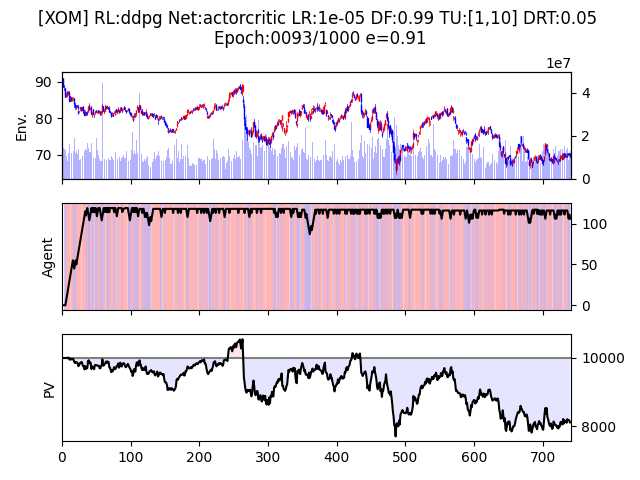 [XOM] RL:ddpg Net:actorcritic LR:1e-05 DF:0.99 TU:[1,10] DRT:0.05
Epoch:0093/1000 e=0.91
1e7
90
80
70
Env.
4
2
0
Agent
100
50
0
PV
10000
8000
0 100 200 300 400 500 600 700